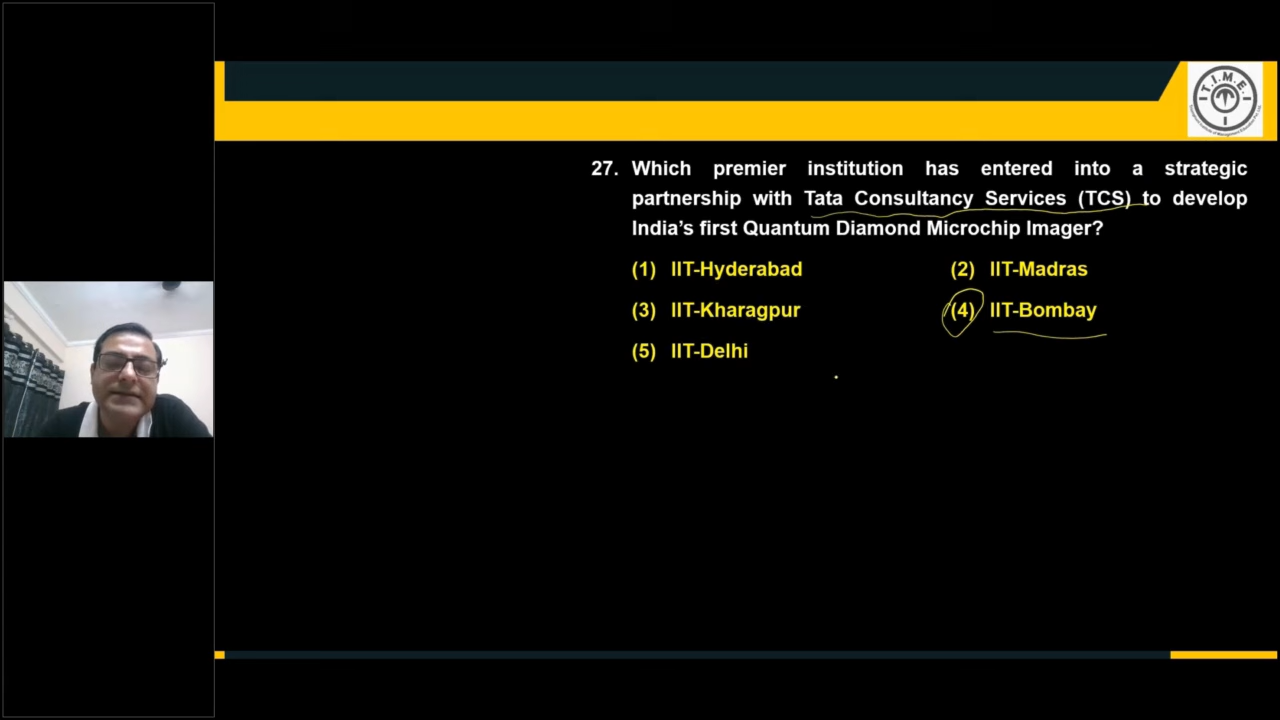 T.I.M.E.
27. Which premier institution has entered into a strategic
partnership with Tata Consultancy Services (TCS) to develop
India's first Quantum Diamond Microchip Imager?
(1) IIT-Hyderabad (2) IIT-Madras
(3) IIT-Kharagpur (4) IIT-Bombay
(5) IIT-Delhi